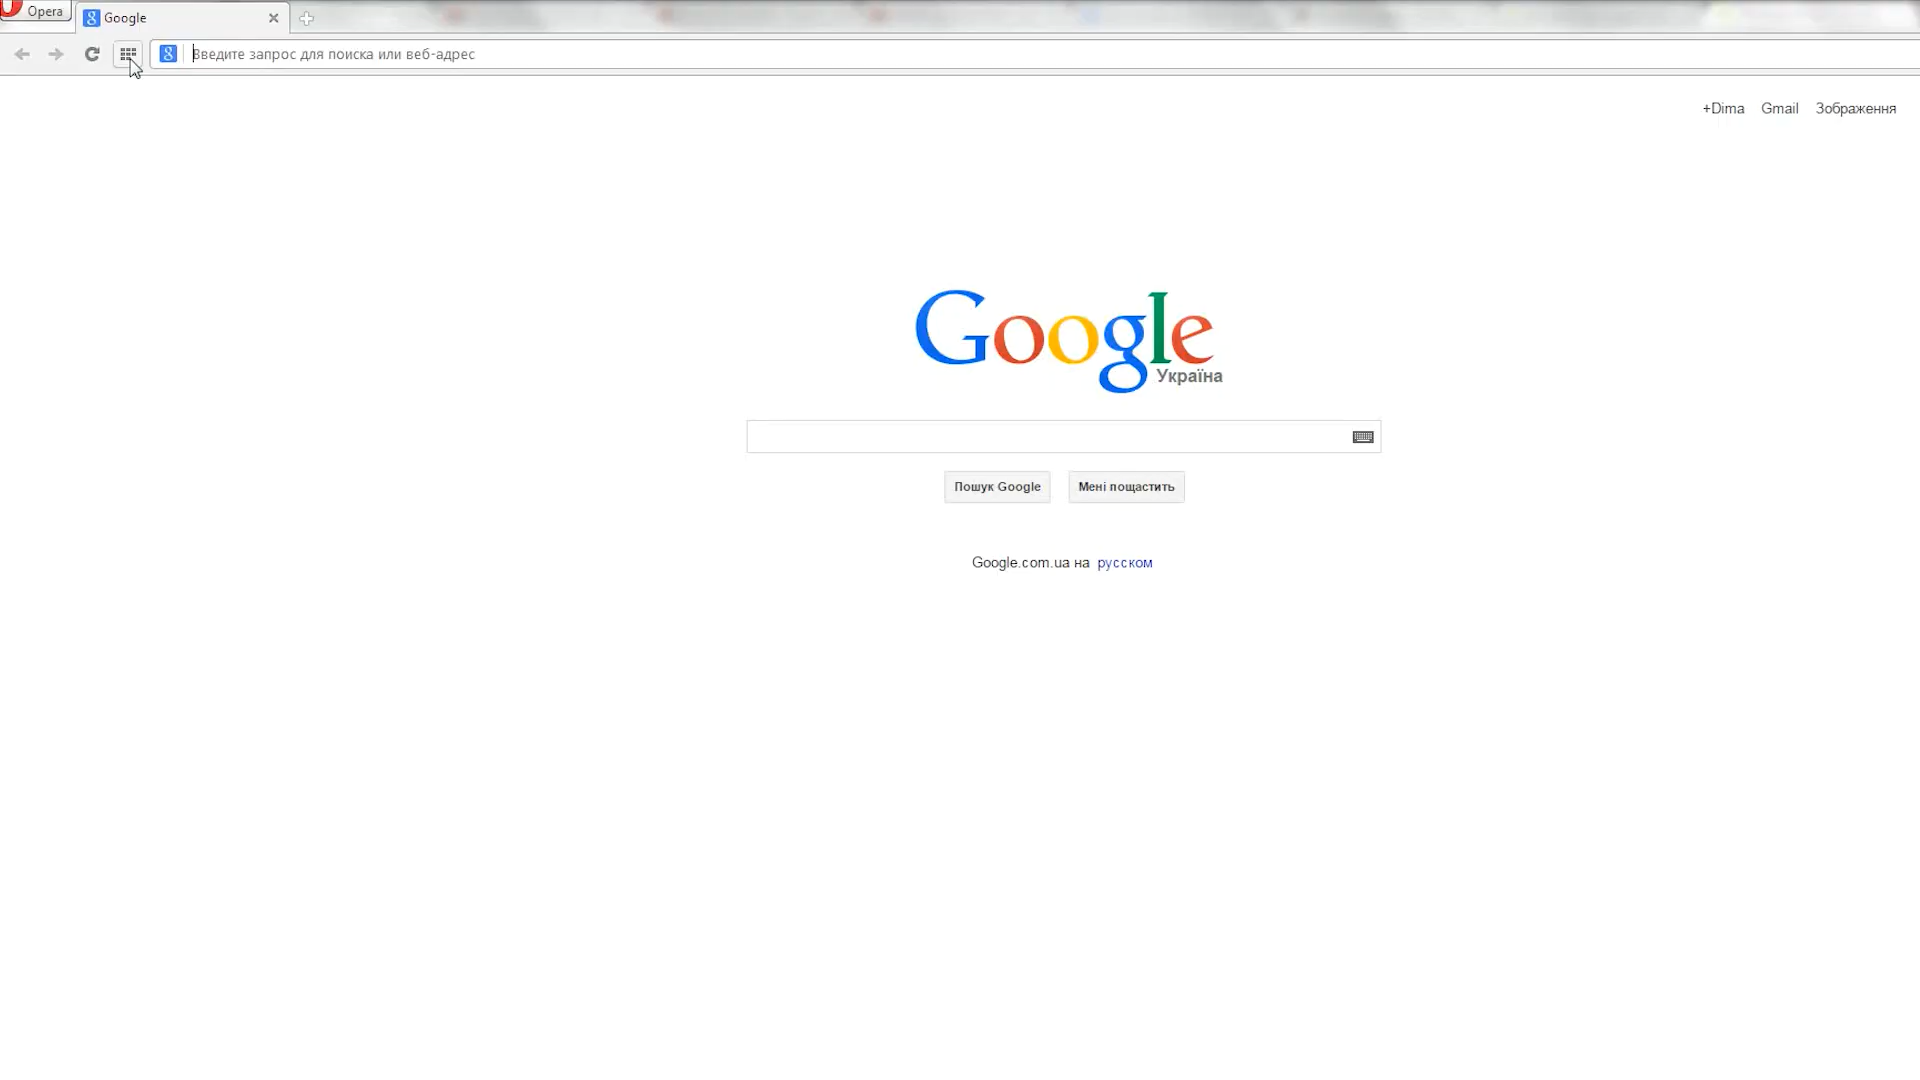 Opera
Google
Введите запрос для поиска или веб-адрес
+Dima Gmail Зображення
Google
Україна
Пошук Google Мені пощастить
Google.com.ua на русском